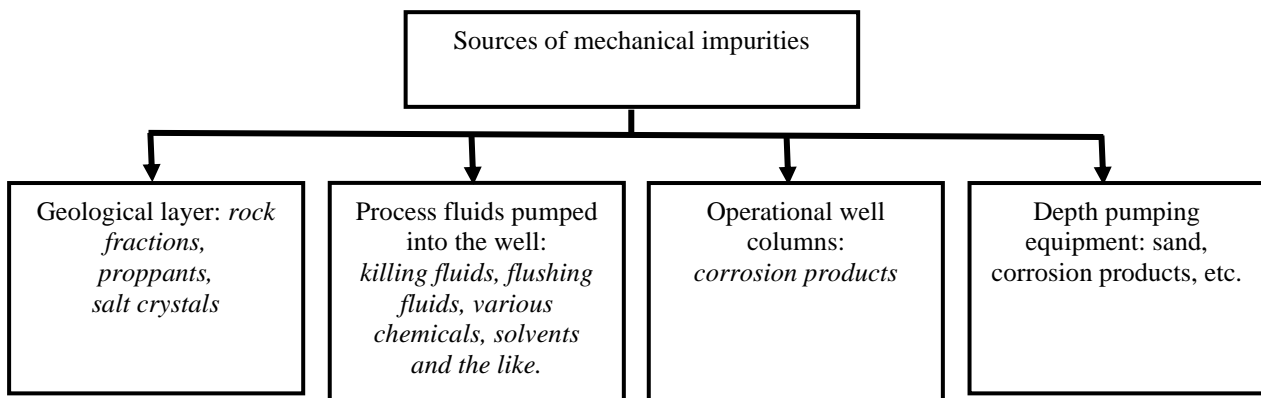 Sources of mechanical impurities
Geological layer: rock
fractions,
proppants,
salt crystals
Process fluids pumped
into the well:
killing fluids, flushing
fluids, various
chemicals, solvents
and the like.
Operational well
columns:
corrosion products
Depth pumping
equipment: sand,
corrosion products, etc.